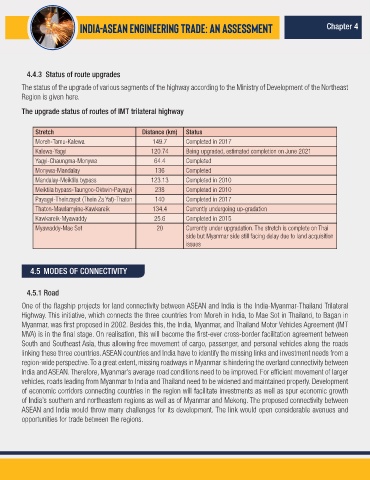 INDIA-ASEAN ENGINEERING TRADE: AN ASSESSMENT
Chapter 4
4.4.3 Status of route upgrades
The status of the upgrade of various segments of the highway according to the Ministry of Development of the Northeast
Region is given here.
The upgrade status of routes of IMT trilateral highway
Stretch Distance (km) Status
Moreh-Tamu-Kalewa 149.7 Completed in 2017
Kalewa-Yagyi 120.74 Being upgraded, estimated completion on June 2021
Yagyi-Chaungma-Monywa 64.4 Completed
Monywa-Mandalay 136 Completed
Mandalay-Meiktila bypass 123.13 Completed in 2010
Meiktila bypass-Taungoo-Oktwin-Payagyi 238 Completed in 2010
Payagyi-Theinzayat (Thein Za Yat)-Thaton 140 Completed in 2017
Thaton-Mawlamyine-Kawkareik 134.4 Currently undergoing up-gradation
Kawkareik-Myawaddy 25.6 Completed in 2015
Myawaddy-Mae Sot 20 Currently under upgradation. The stretch is complete on Thai
side but Myanmar side still facing delay due to land acquisition
issues
4.5 MODES OF CONNECTIVITY
4.5.1 Road
One of the flagship projects for land connectivity between ASEAN and India is the India-Myanmar-Thailand Trilateral
Highway. This initiative, which connects the three countries from Moreh in India, to Mae Sot in Thailand, to Bagan in
Myanmar, was first proposed in 2002. Besides this, the India, Myanmar, and Thailand Motor Vehicles Agreement (IMT
MVA) is in the final stage. On realisation, this will become the first-ever cross-border facilitation agreement between
South and Southeast Asia, thus allowing free movement of cargo, passenger, and personal vehicles along the roads
linking these three countries. ASEAN countries and India have to identify the missing links and investment needs from a
region-wide perspective. To a great extent, missing roadways in Myanmar is hindering the overland connectivity between
India and ASEAN. Therefore, Myanmar's average road conditions need to be improved. For efficient movement of larger
vehicles, roads leading from Myanmar to India and Thailand need to be widened and maintained properly. Development
of economic corridors connecting countries in the region will facilitate investments as well as spur economic growth
of India's southern and northeastern regions as well as of Myanmar and Mekong. The proposed connectivity between
ASEAN and India would throw many challenges for its development. The link would open considerable avenues and
opportunities for trade between the regions.